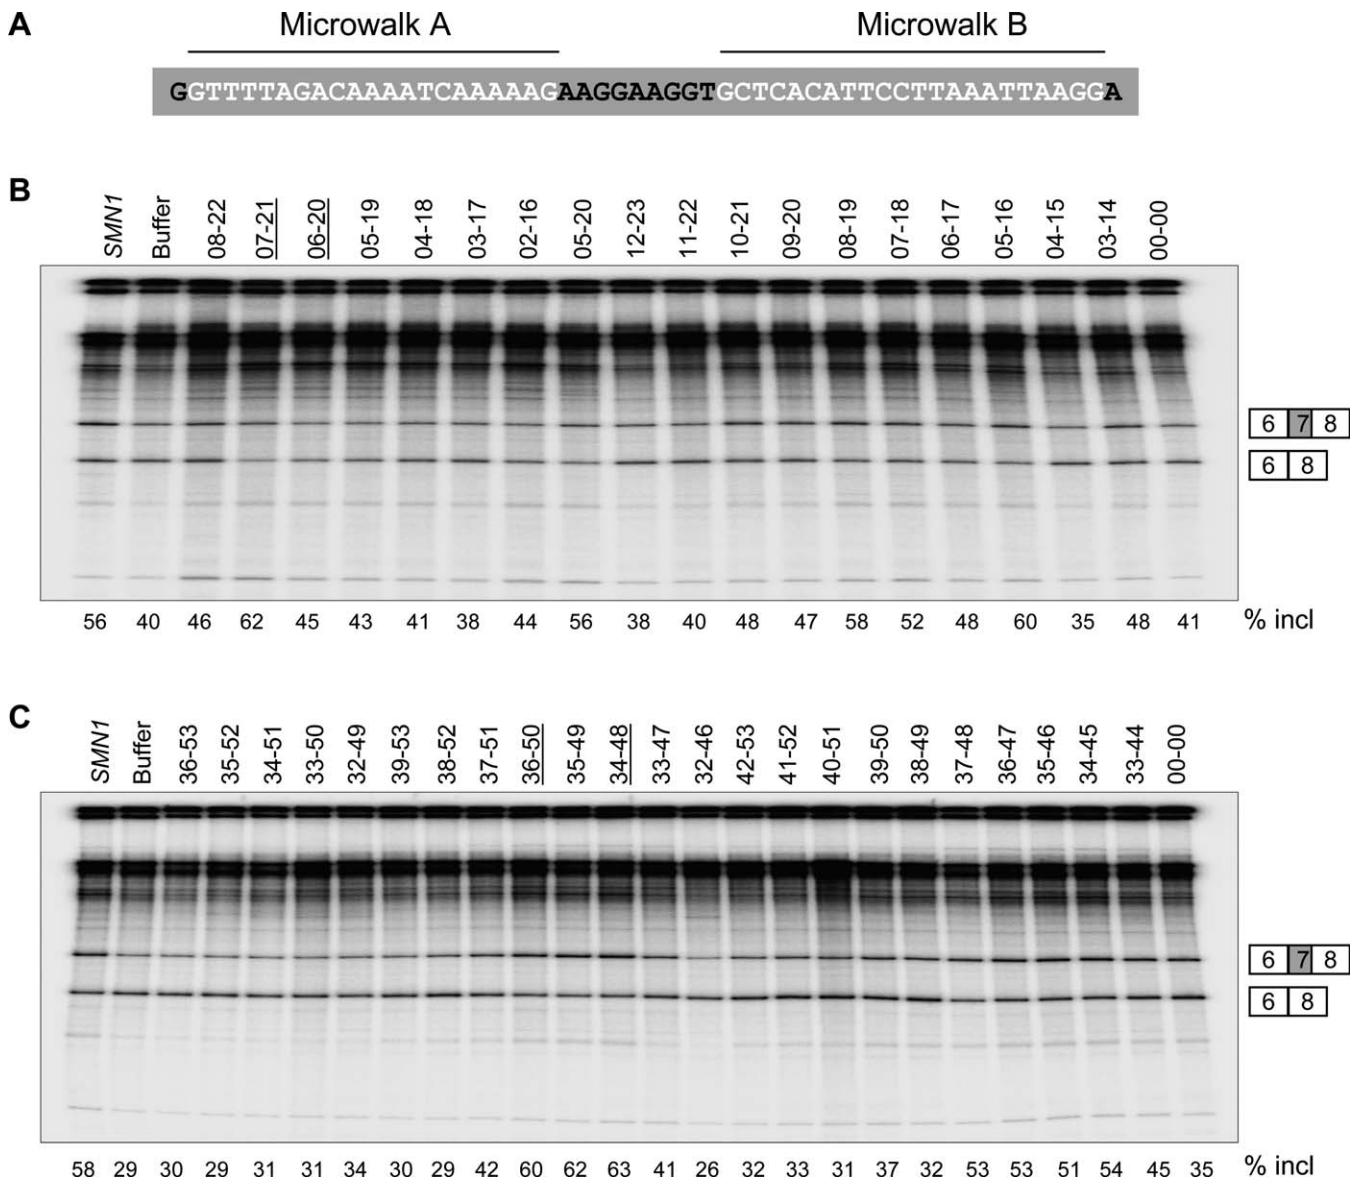 A
Microwalk A Microwalk B
GGTTTTAGACAAAATCAAAAAGAAGGAAGGTGCTCACATTCCTTAAATTAAGGA
B
SMN1 Buffer 08-22 07-21 06-20 05-19 04-18 03-17 02-16 05-20 12-23 11-22 10-21 09-20 08-19 07-18 06-17 05-16 04-15 03-14 00-00
6 7 8
6 8
56 40 46 62 45 43 41 38 44 56 38 40 48 47 58 52 48 60 35 48 41 % incl
C
SMN1 Buffer 36-53 35-52 34-51 33-50 32-49 39-53 38-52 37-51 36-50 35-49 34-48 33-47 32-46 42-53 41-52 40-51 39-50 38-49 37-48 36-47 35-46 34-45 33-44 00-00
6 7 8
6 8
58 29 30 29 31 31 34 30 29 42 60 62 63 41 26 32 33 31 37 32 53 53 51 54 45 35 % incl